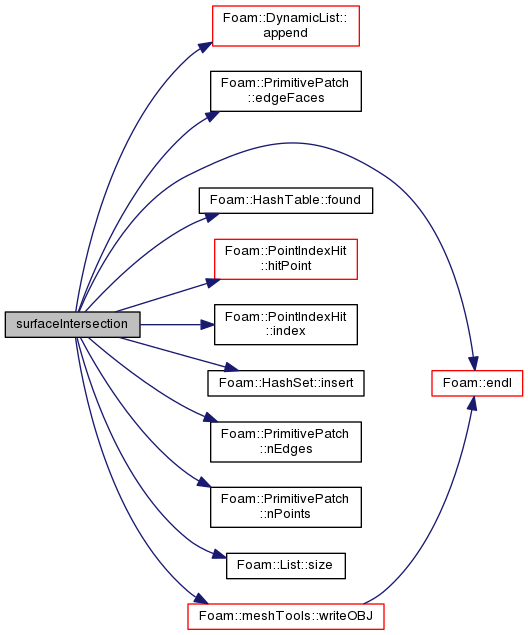 Foam::DynamicList::
append
Foam::PrimitivePatch
::edgeFaces
Foam::HashTable::found
Foam::PointIndexHit
::hitPoint
surfaceIntersection
Foam::PointIndexHit
::index
Foam::HashSet::insert
Foam::endl
Foam::PrimitivePatch
::nEdges
Foam::PrimitivePatch
::nPoints
Foam::List::size
Foam::meshTools::writeOBJ